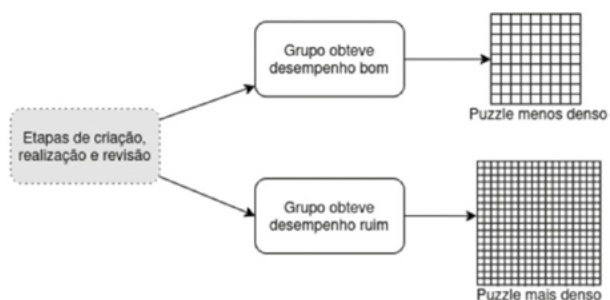 Etapas de criação,
realização e revisão
Grupo obteve
desempenho bom
Puzzle menos denso
Grupo obteve
desempenho ruim
Puzzle mais denso